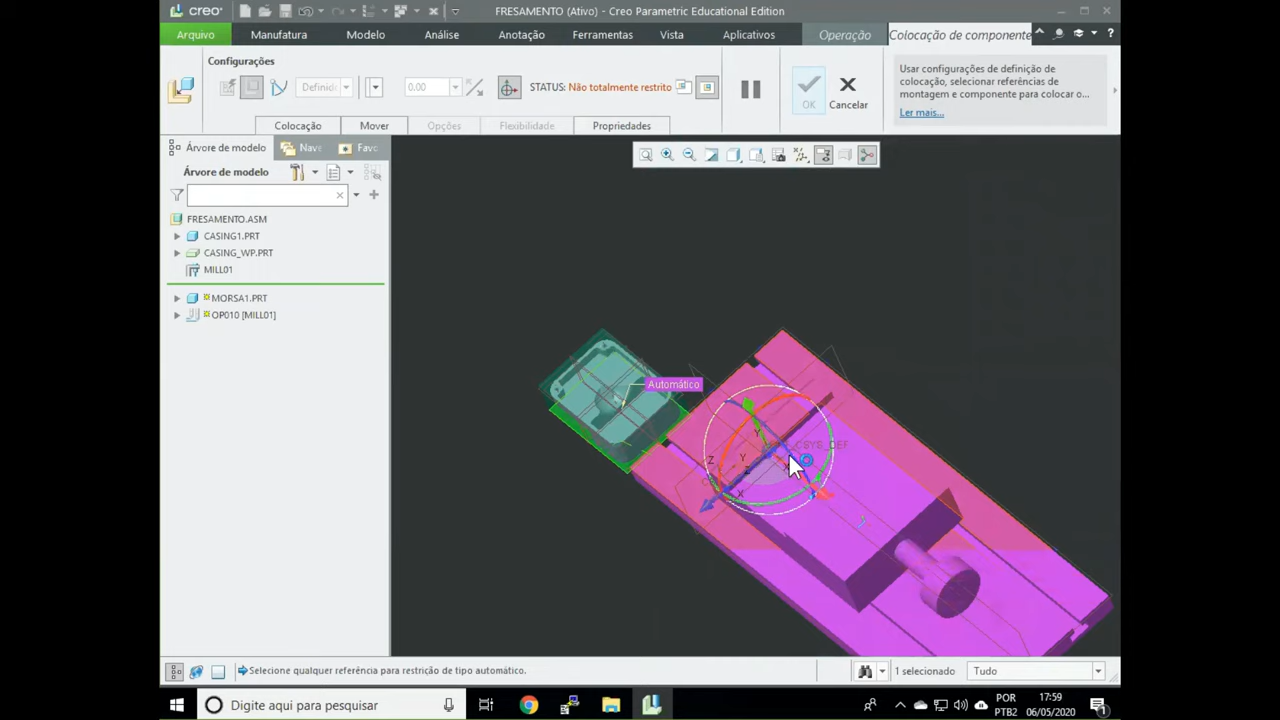 creo
FRESAMENTO (Ativo) - Creo Parametric Educational Edition
Arquivo Manufatura Modelo Análise Anotação Ferramentas Vista Aplicativos Operação Colocação de componente
Configurações
Definido 0.00 STATUS: Não totalmente restrito
OK Cancelar
Usar configurações de definição de
colocação, selecionar referências de
montagem e componente para colocar o...
Ler mais...
Colocação Mover Opções Flexibilidade Propriedades
Árvore de modelo Nave Favc
Árvore de modelo
FRESAMENTO.ASM
CASING1.PRT
CASING_WP.PRT
MILL01
MORSA1.PRT
OP010 [MILL01]
Automático
CSYS_DEF
Y
Z Y
Z X
X
Selecione qualquer referência para restrição de tipo automático.
1 selecionado Tudo
Digite aqui para pesquisar
POR
PTB2
17:59
06/05/2020
1